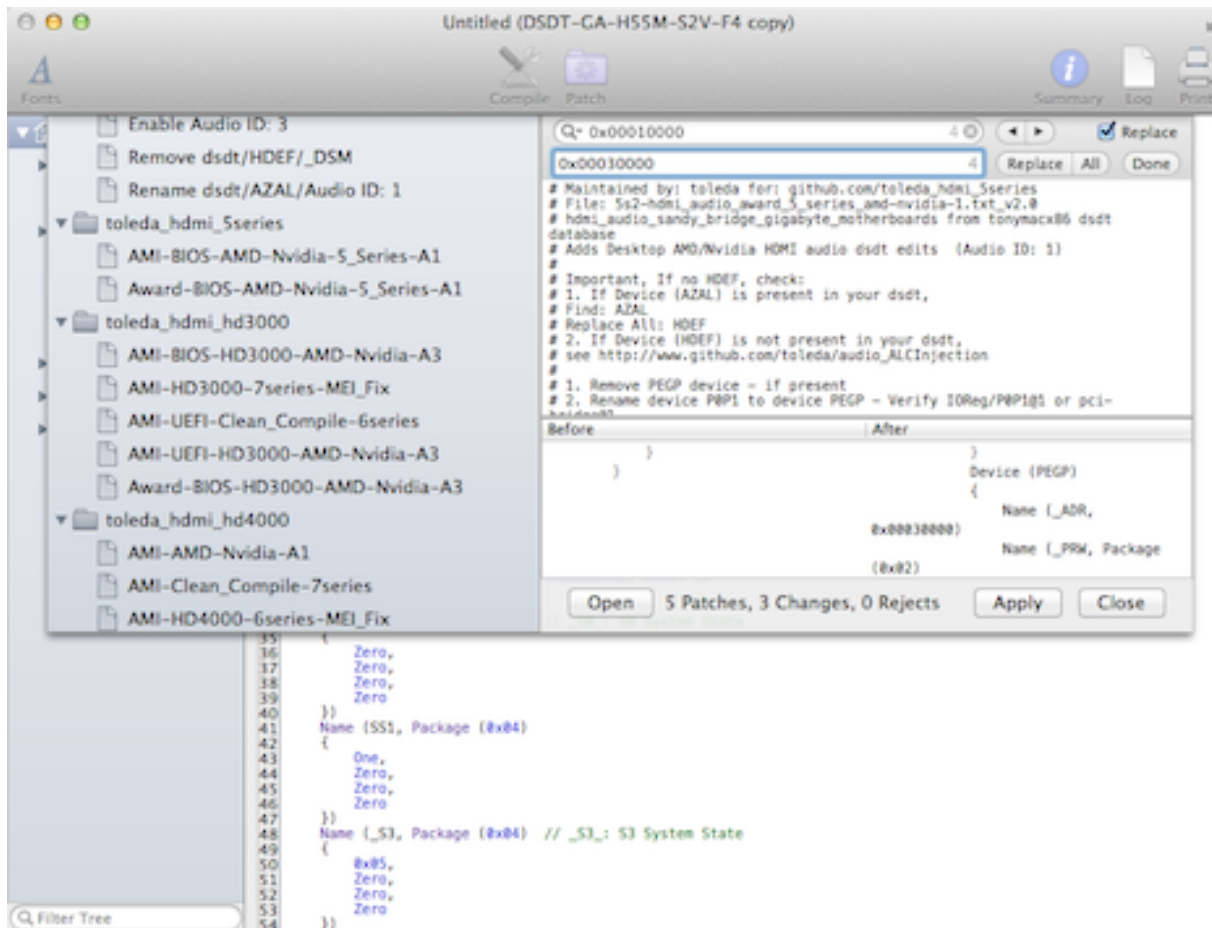 Untitled (DSDT-GA-H55M-S2V-F4 copy)
A
Fonts
Compile
Patch
Summary
Log
Print
Enable Audio ID: 3
Remove dsdt/HDEF/_DSM
Rename dsdt/AZAL/Audio ID: 1
toleda_hdmi_5series
AMI-BIOS-AMD-Nvidia-5_Series-A1
Award-BIOS-AMD-Nvidia-5_Series-A1
toleda_hdmi_hd3000
AMI-BIOS-HD3000-AMD-Nvidia-A3
AMI-HD3000-7series-MEI_Fix
AMI-UEFI-Clean_Compile-6series
AMI-UEFI-HD3000-AMD-Nvidia-A3
Award-BIOS-HD3000-AMD-Nvidia-A3
toleda_hdmi_hd4000
AMI-AMD-Nvidia-A1
AMI-Clean_Compile-7series
AMI-HD4000-6series-MEI_Fix
0x00010000 4
Replace
0x00030000 4
Replace All Done
# Maintained by: toleda for: github.com/toleda_hdmi_5series
# File: 5s2-hdmi_audio_award_5_series_amd-nvidia-1.txt_v2.0
# hdmi_audio_sandy_bridge_gigabyte_motherboards from tonymacx86 dsdt
database
# Adds Desktop AMD/Nvidia HDMI audio dsdt edits (Audio ID: 1)
#
# Important, If no HDEF, check:
# 1. If Device (AZAL) is present in your dsdt,
# Find: AZAL
# Replace All: HDEF
# 2. If Device (HDEF) is not present in your dsdt,
# see http://www.github.com/toleda/audio_ALCInjection
#
# 1. Remove PEGP device - if present
# 2. Rename device P0P1 to device PEGP - Verify IOReg/P0P1@1 or pci-
Before
After
}
}
}
Device (PEGP)
{
Name (_ADR,
0x00030000)
Name (_PRW, Package
(0x02)
Open
5 Patches, 3 Changes, 0 Rejects
Apply
Close
35 {
36 Zero,
37 Zero,
38 Zero,
39 Zero
40 })
41 Name (SS1, Package (0x04)
42 {
43 One,
44 Zero,
45 Zero,
46 Zero
47 })
48 Name (_S3, Package (0x04) // _S3_: S3 System State
49 {
50 0x05,
51 Zero,
52 Zero,
53 Zero
54 })
Filter Tree